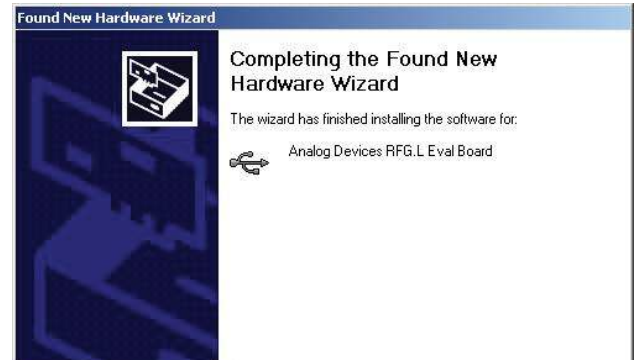 Found New Hardware Wizard
Completing the Found New
Hardware Wizard
The wizard has finished installing the software for:
Analog Devices RFG.L Eval Board